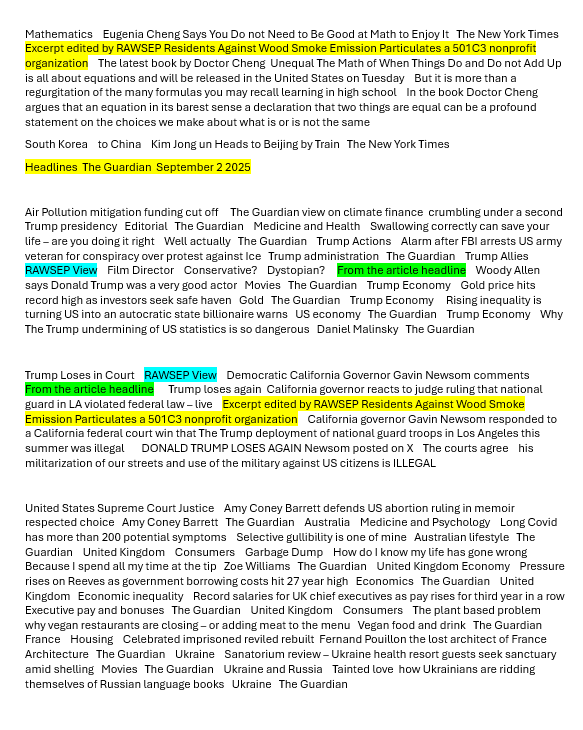 Mathematics Eugenia Cheng Says You Do not Need to Be Good at Math to Enjoy It The New York Times
Excerpt edited by RAWSEP Residents Against Wood Smoke Emission Particulates a 501C3 nonprofit
organization The latest book by Doctor Cheng Unequal The Math of When Things Do and Do not Add Up
is all about equations and will be released in the United States on Tuesday But it is more than a
regurgitation of the many formulas you may recall learning in high school In the book Doctor Cheng
argues that an equation in its barest sense a declaration that two things are equal can be a profound
statement on the choices we make about what is or is not the same
South Korea to China Kim Jong un Heads to Beijing by Train The New York Times
Headlines The Guardian September 2 2025
Air Pollution mitigation funding cut off The Guardian view on climate finance crumbling under a second
Trump presidency Editorial The Guardian Medicine and Health Swallowing correctly can save your
life – are you doing it right Well actually The Guardian Trump Actions Alarm after FBI arrests US army
veteran for conspiracy over protest against Ice Trump administration The Guardian Trump Allies
RAWSEP View Film Director Conservative? Dystopian? From the article headline Woody Allen
says Donald Trump was a very good actor Movies The Guardian Trump Economy Gold price hits
record high as investors seek safe haven Gold The Guardian Trump Economy Rising inequality is
turning US into an autocratic state billionaire warns US economy The Guardian Trump Economy Why
The Trump undermining of US statistics is so dangerous Daniel Malinsky The Guardian
Trump Loses in Court RAWSEP View Democratic California Governor Gavin Newsom comments
From the article headline Trump loses again California governor reacts to judge ruling that national
guard in LA violated federal law – live Excerpt edited by RAWSEP Residents Against Wood Smoke
Emission Particulates a 501C3 nonprofit organization California governor Gavin Newsom responded to
a California federal court win that The Trump deployment of national guard troops in Los Angeles this
summer was illegal DONALD TRUMP LOSES AGAIN Newsom posted on X The courts agree his
militarization of our streets and use of the military against US citizens is ILLEGAL
United States Supreme Court Justice Amy Coney Barrett defends US abortion ruling in memoir
respected choice Amy Coney Barrett The Guardian Australia Medicine and Psychology Long Covid
has more than 200 potential symptoms Selective gullibility is one of mine Australian lifestyle The
Guardian United Kingdom Consumers Garbage Dump How do I know my life has gone wrong
Because I spend all my time at the tip Zoe Williams The Guardian United Kingdom Economy Pressure
rises on Reeves as government borrowing costs hit 27 year high Economics The Guardian United
Kingdom Economic inequality Record salaries for UK chief executives as pay rises for third year in a row
Executive pay and bonuses The Guardian United Kingdom Consumers The plant based problem
why vegan restaurants are closing – or adding meat to the menu Vegan food and drink The Guardian
France Housing Celebrated imprisoned reviled rebuilt Fernand Pouillon the lost architect of France
Architecture The Guardian Ukraine Sanatorium review – Ukraine health resort guests seek sanctuary
amid shelling Movies The Guardian Ukraine and Russia Tainted love how Ukrainians are ridding
themselves of Russian language books Ukraine The Guardian